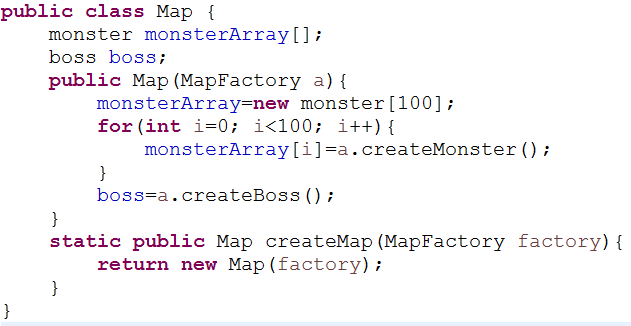 public class Map {
    monster monsterArray[];
    boss boss;
    public Map(MapFactory a){
        monsterArray=new monster[100];
        for(int i=0; i<100; i++){
            monsterArray[i]=a.createMonster();
        }
        boss=a.createBoss();
    }
    static public Map createMap(MapFactory factory){
        return new Map(factory);
    }
}